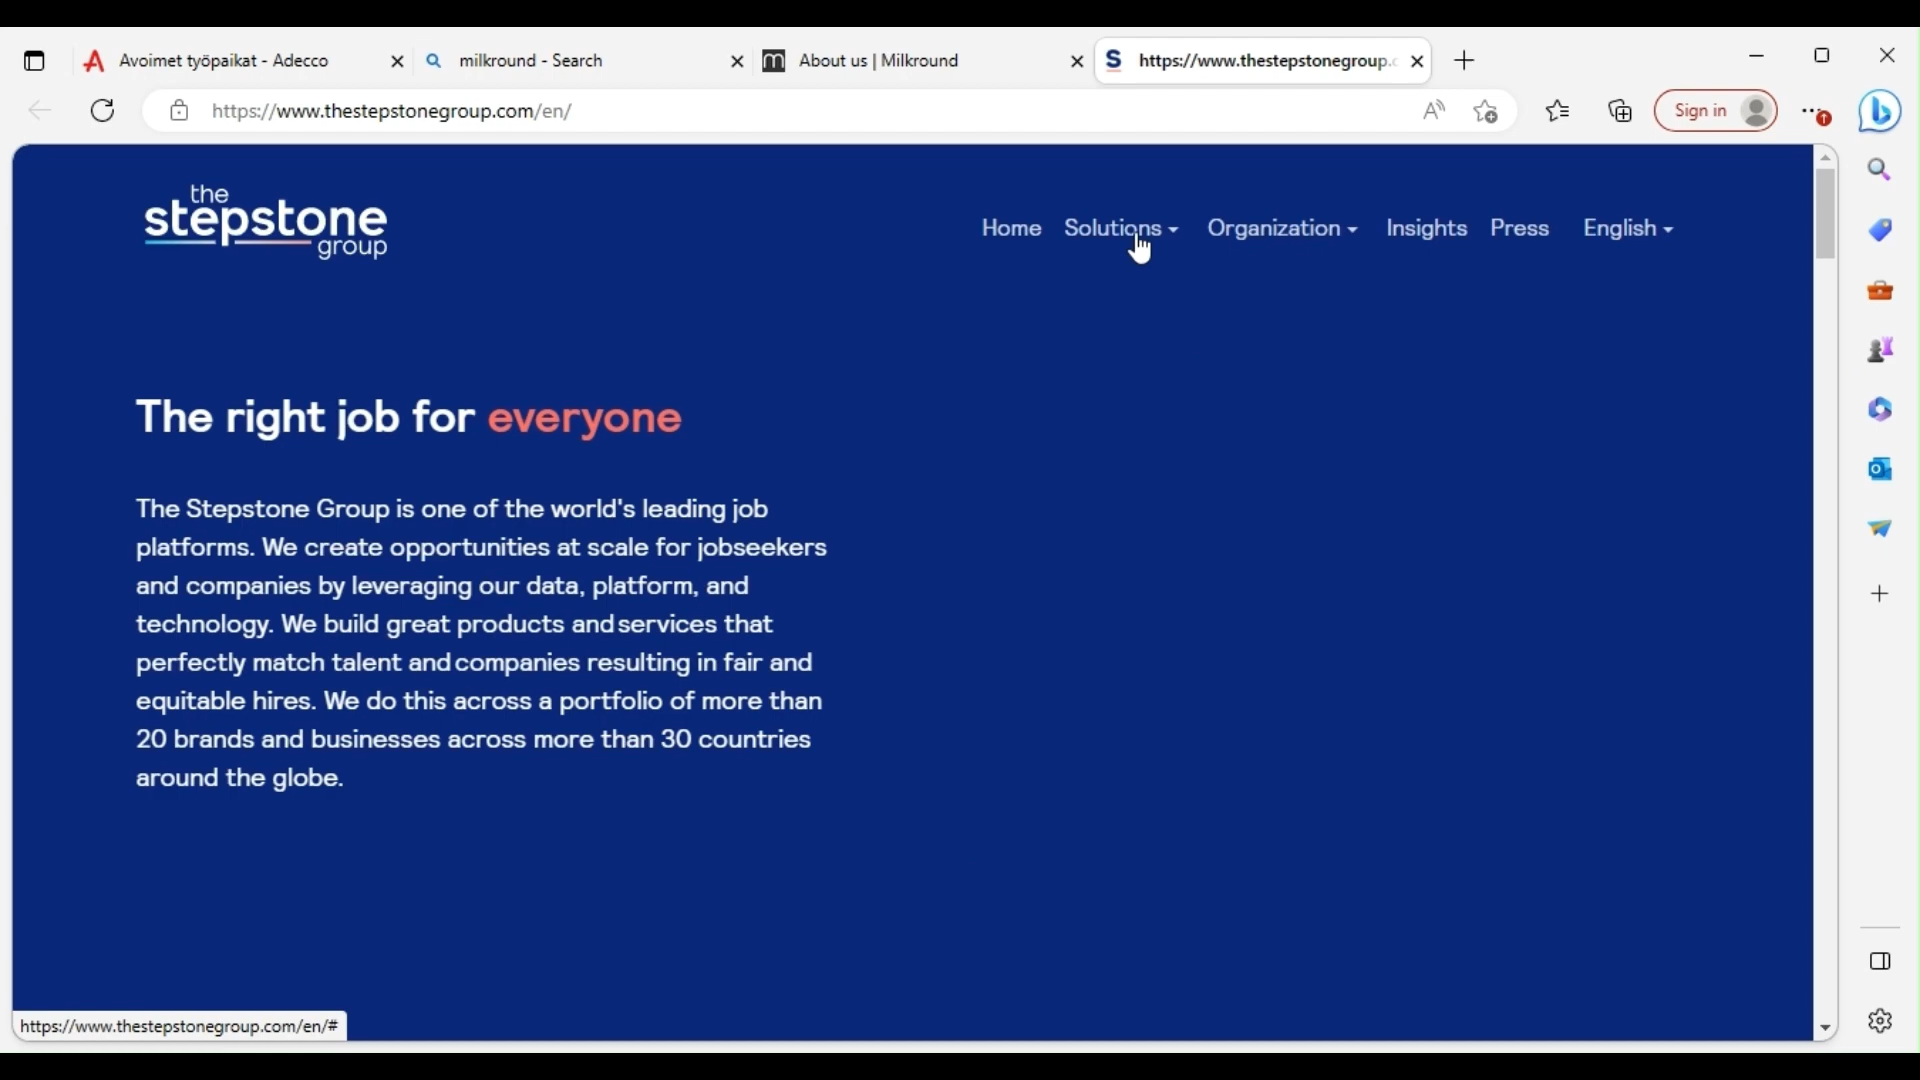 Avoimet työpaikat - Adecco
milkround - Search
About us | Milkround
https://www.thestepstonegroup.c
https://www.thestepstonegroup.com/en/
Sign in
the
stepstone
group
Home
Solutions
Organization
Insights
Press
English
The right job for everyone
The Stepstone Group is one of the world's leading job
platforms. We create opportunities at scale for jobseekers
and companies by leveraging our data, platform, and
technology. We build great products and services that
perfectly match talent and companies resulting in fair and
equitable hires. We do this across a portfolio of more than
20 brands and businesses across more than 30 countries
around the globe.
https://www.thestepstonegroup.com/en/#